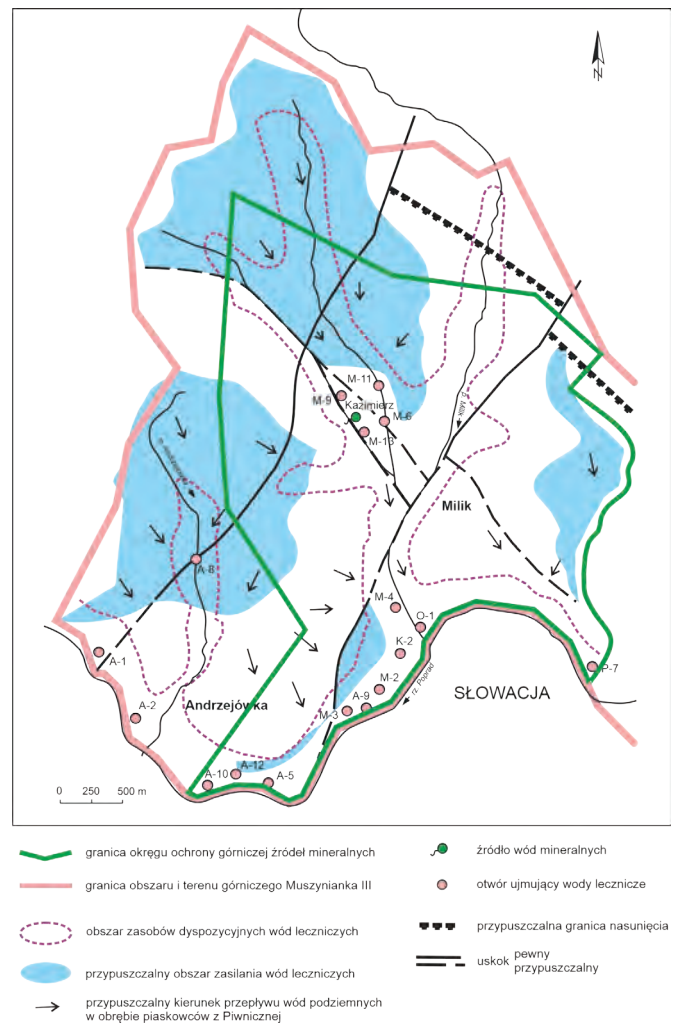 N
M-11
M-9
Kazimierz
M-6
M-13
p. Milik
Milik
A-8
M-4
O-1
K-2
A-1
P-7
M-2
rz. Poprad
SŁOWACJA
A-2
Andrzejówka
A-9
M-3
A-12
A-10
A-5
0 250 500 m
granica okręgu ochrony górniczej źródeł mineralnych
granica obszaru i terenu górniczego Muszynianka III
obszar zasobów dyspozycyjnych wód leczniczych
przypuszczalny obszar zasilania wód leczniczych
przypuszczalny kierunek przepływu wód podziemnych
w obrębie piaskowców z Piwnicznej
źródło wód mineralnych
otwór ujmujący wody lecznicze
przypuszczalna granica nasunięcia
uskok pewny
przypuszczalny